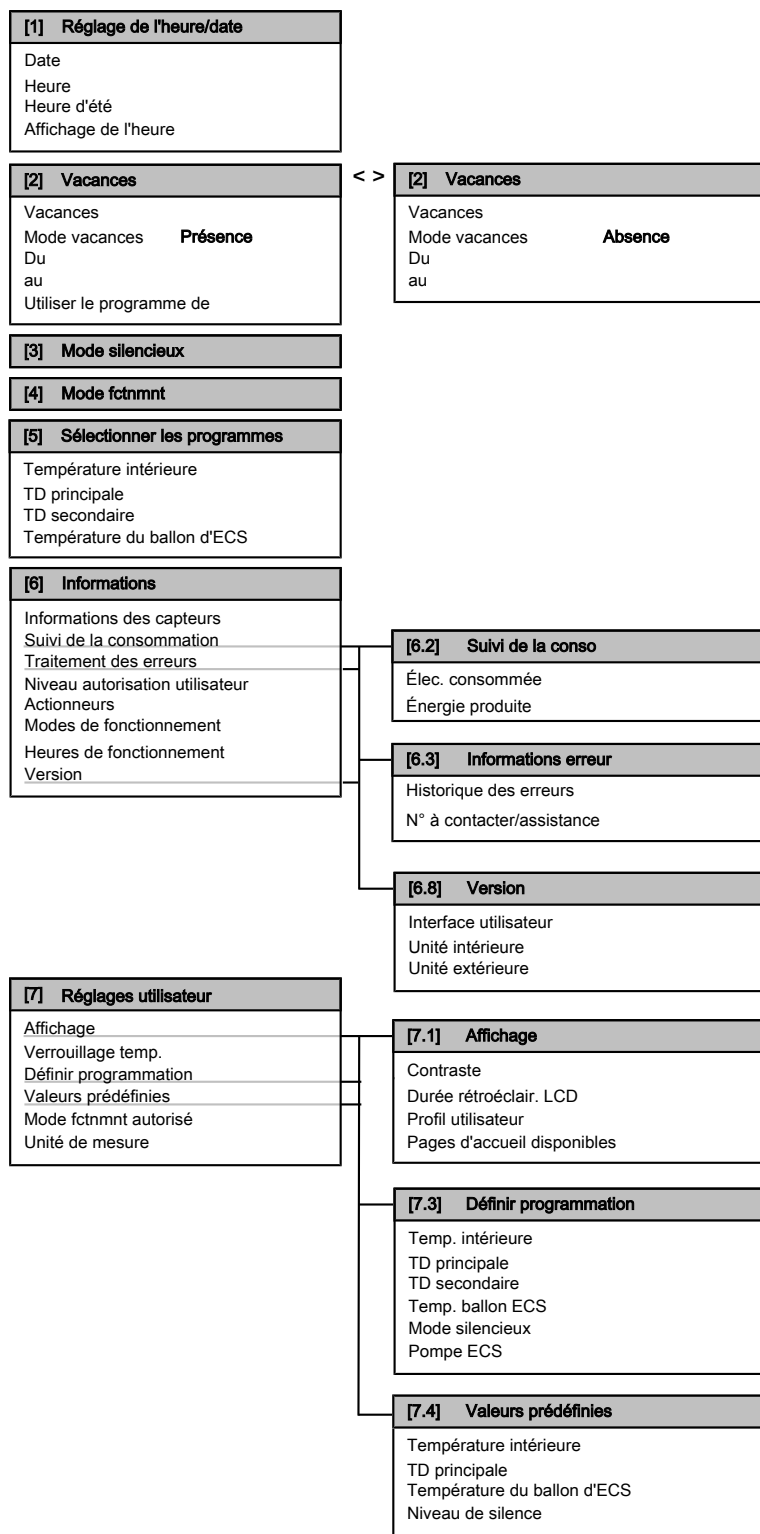 [1] Réglage de l'heure/date
Date
Heure
Heure d'été
Affichage de l'heure
[2] Vacances
Vacances
Mode vacances Présence
Du
au
Utiliser le programme de
< >
[2] Vacances
Vacances
Mode vacances Absence
Du
au
[3] Mode silencieux
[4] Mode fctnmnt
[5] Sélectionner les programmes
Température intérieure
TD principale
TD secondaire
Température du ballon d'ECS
[6] Informations
Informations des capteurs
Suivi de la consommation
Traitement des erreurs
Niveau autorisation utilisateur
Actionneurs
Modes de fonctionnement
Heures de fonctionnement
Version
[6.2] Suivi de la conso
Élec. consommée
Énergie produite
[6.3] Informations erreur
Historique des erreurs
N° à contacter/assistance
[6.8] Version
Interface utilisateur
Unité intérieure
Unité extérieure
[7] Réglages utilisateur
Affichage
Verrouillage temp.
Définir programmation
Valeurs prédéfinies
Mode fctnmnt autorisé
Unité de mesure
[7.1] Affichage
Contraste
Durée rétroéclair. LCD
Profil utilisateur
Pages d'accueil disponibles
[7.3] Définir programmation
Temp. intérieure
TD principale
TD secondaire
Temp. ballon ECS
Mode silencieux
Pompe ECS
[7.4] Valeurs prédéfinies
Température intérieure
TD principale
Température du ballon d'ECS
Niveau de silence